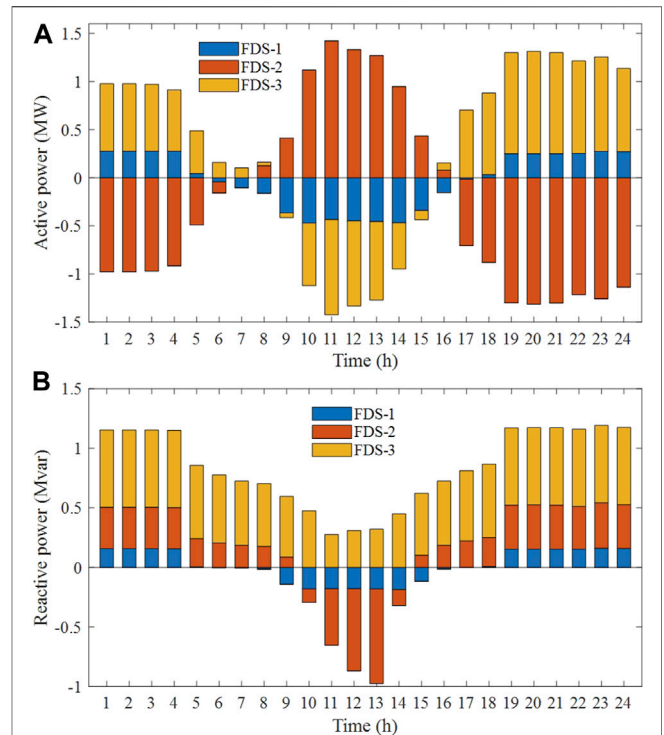 A
1.5
FDS-1
FDS-2
FDS-3
1
0.5
0
-0.5
-1
-1.5
Active power (MW)
1 2 3 4 5 6 7 8 9 10 11 12 13 14 15 16 17 18 19 20 21 22 23 24
Time (h)
B
1.5
FDS-1
FDS-2
FDS-3
1
0.5
0
-0.5
-1
Reactive power (Mvar)
1 2 3 4 5 6 7 8 9 10 11 12 13 14 15 16 17 18 19 20 21 22 23 24
Time (h)